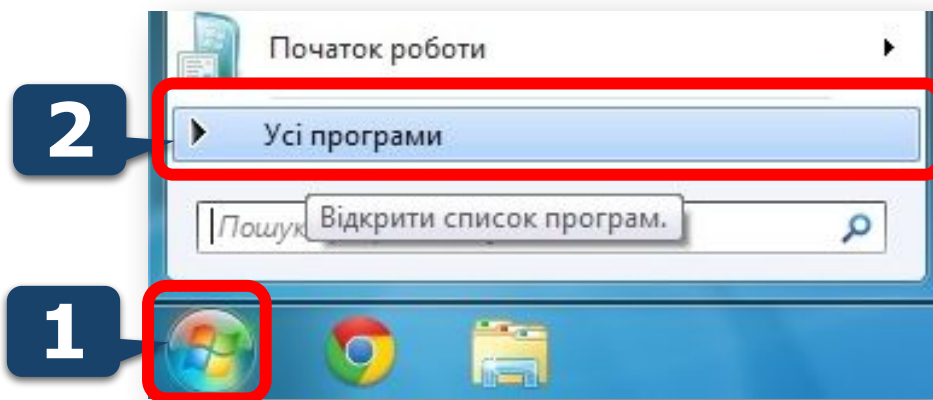 Початок роботи
2
Усі програми
Відкрити список програм.
Пошук
1